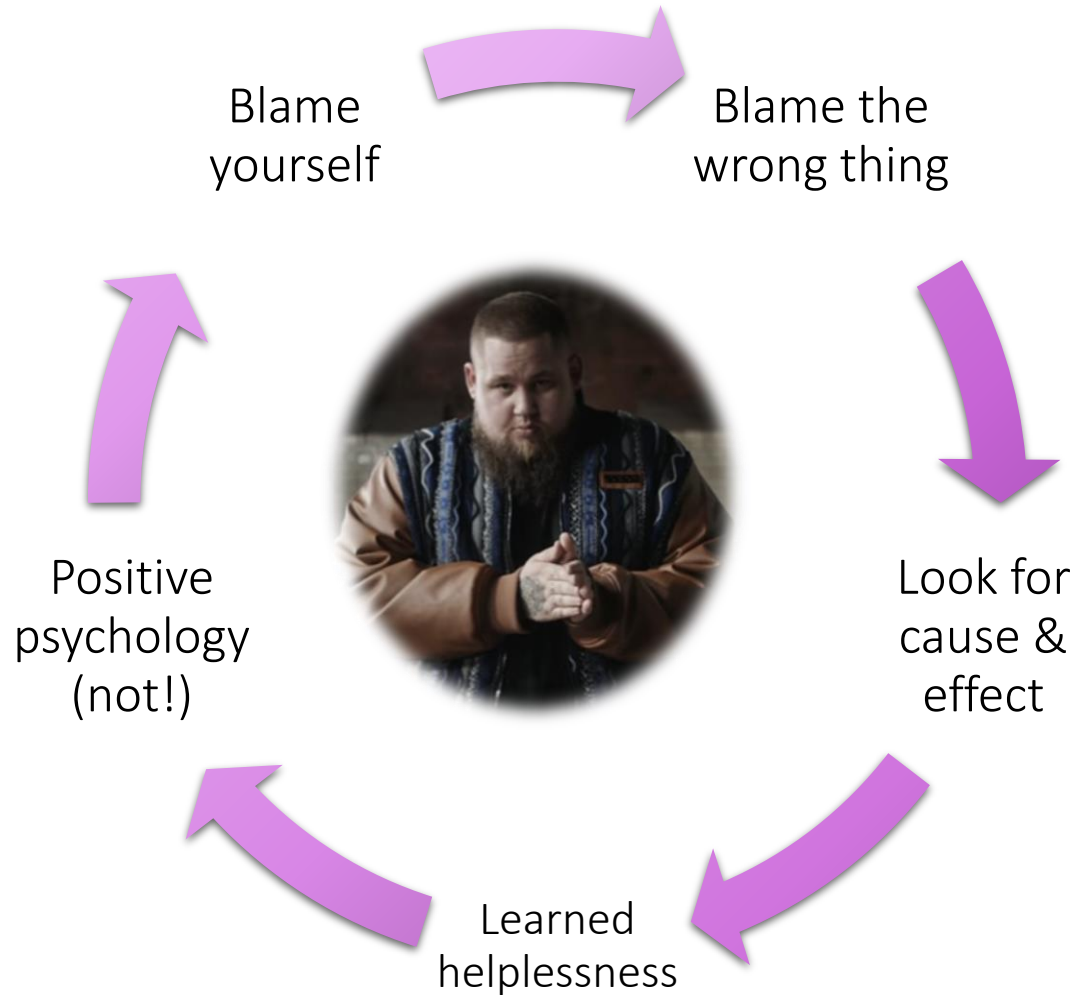 Blame
yourself
Blame the
wrong thing
Look for
cause &
effect
Learned
helplessness
Positive
psychology
(not!)